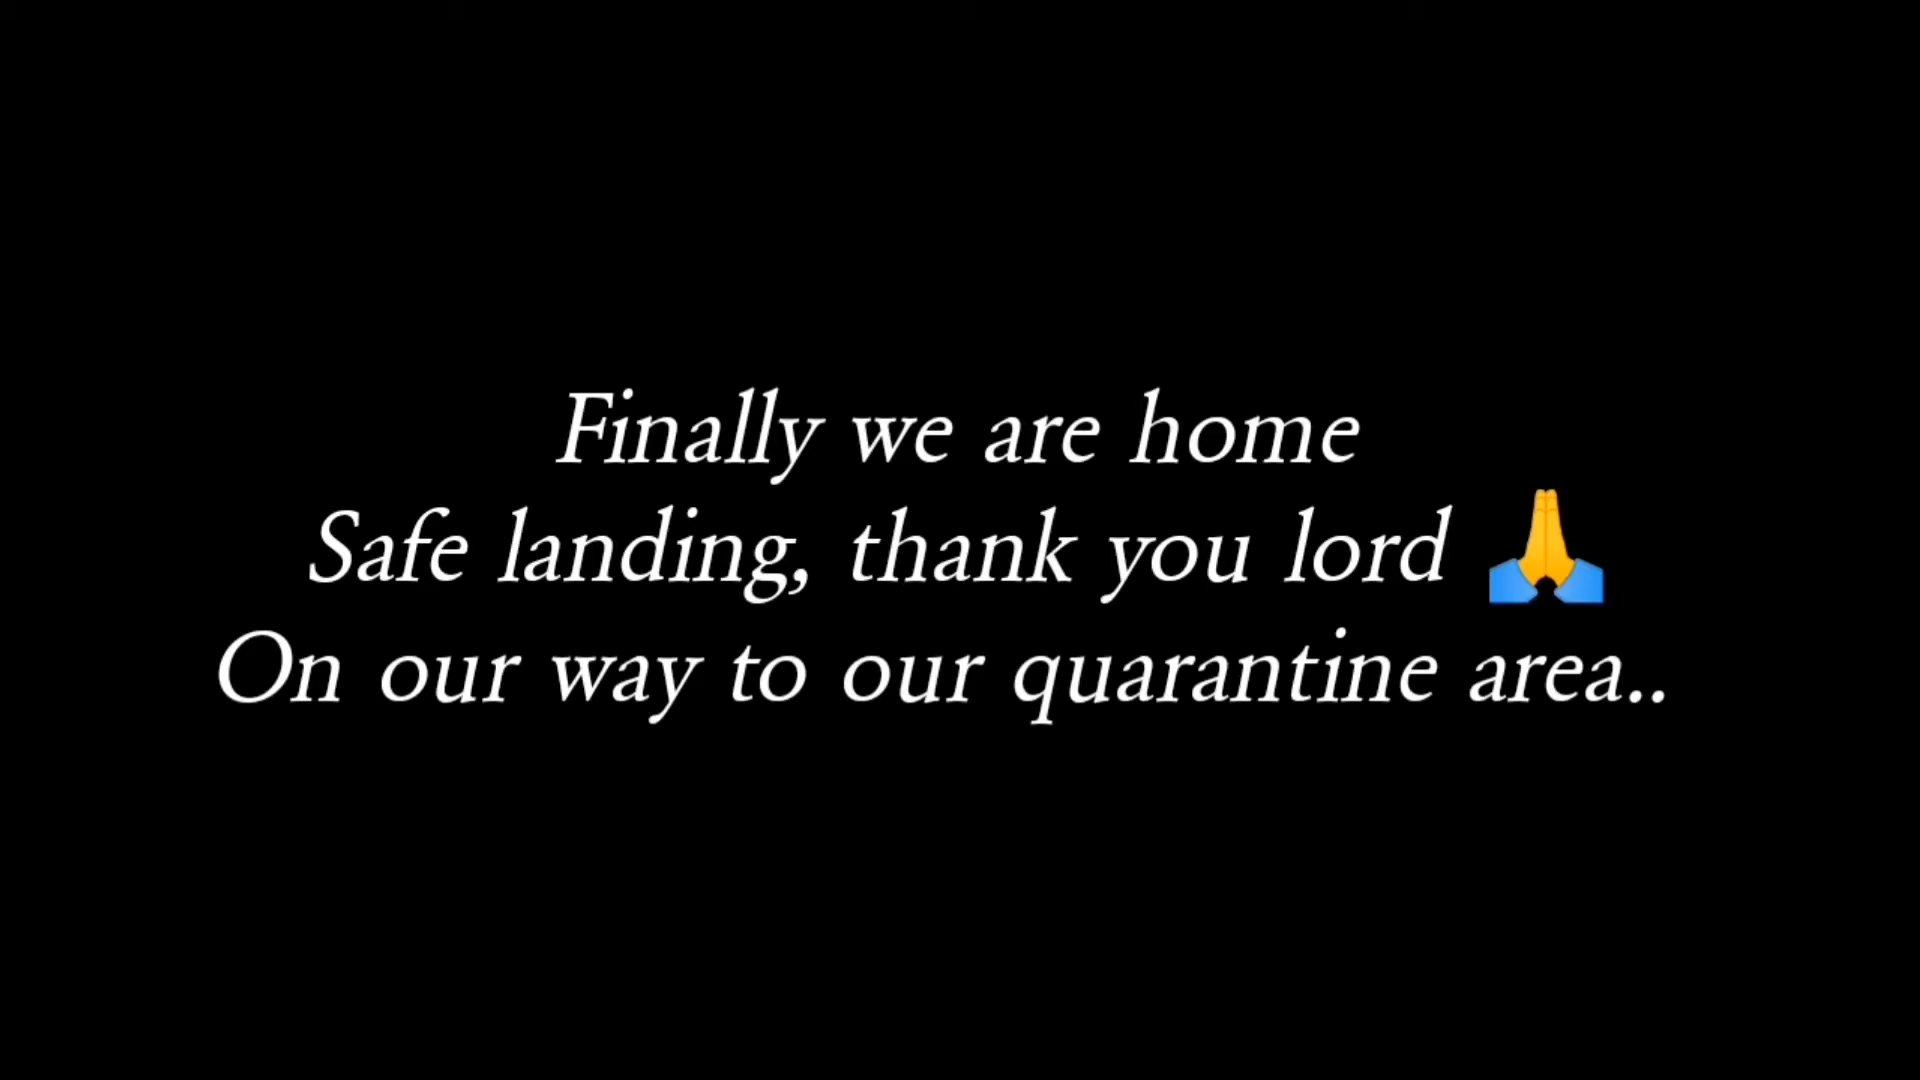 Finally we are home
Safe landing, thank you lord 🙏
On our way to our quarantine area..